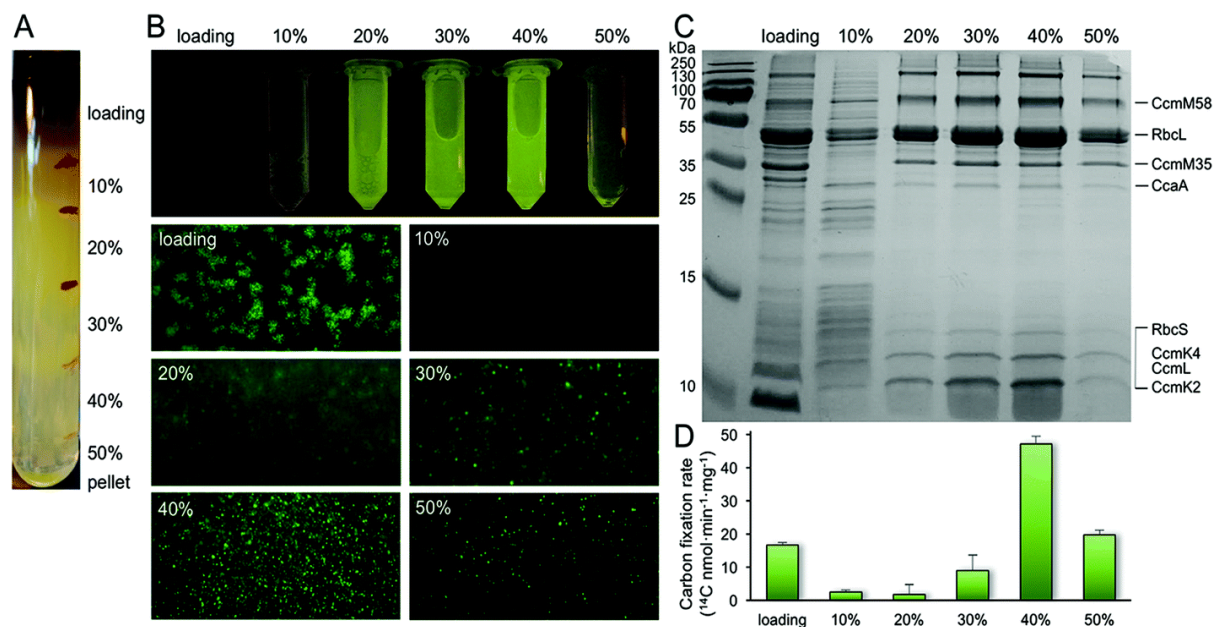 A
loading
10%
20%
30%
40%
50%
pellet
B
loading 10% 20% 30% 40% 50%
loading
10%
20%
30%
40%
50%
C
kDa loading 10% 20% 30% 40% 50%
250
130
100
70
55
35
25
15
10
CcmM58
RbcL
CcmM35
CcaA
RbcS
CcmK4
CcmL
CcmK2
D
Carbon fixation rate
(¹⁴C nmol·min⁻¹·mg⁻¹)
50
40
30
20
10
0
loading 10% 20% 30% 40% 50%